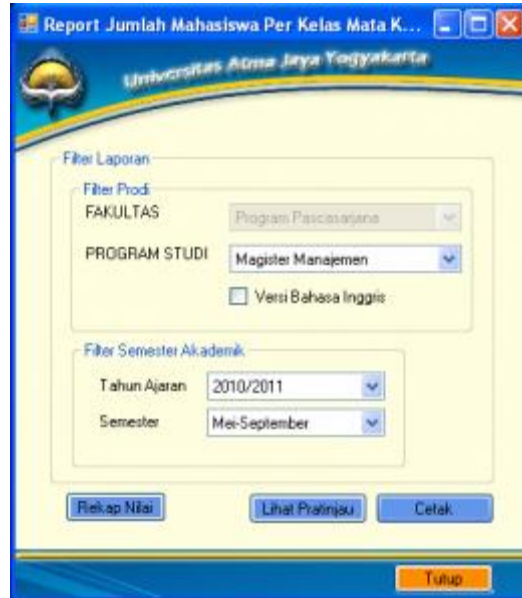 Report Jumlah Mahasiswa Per Kelas Mata K...
Universitas Atma Jaya Yogyakarta
Filter Laporan
Filter Prodi
FAKULTAS Program Pascasarjana
PROGRAM STUDI Magister Manajemen
Versi Bahasa Inggris
Filter Semester Akademik
Tahun Ajaran 2010/2011
Semester Mei-September
Rekap Nilai Lihat Pratinjau Cetak
Tutup